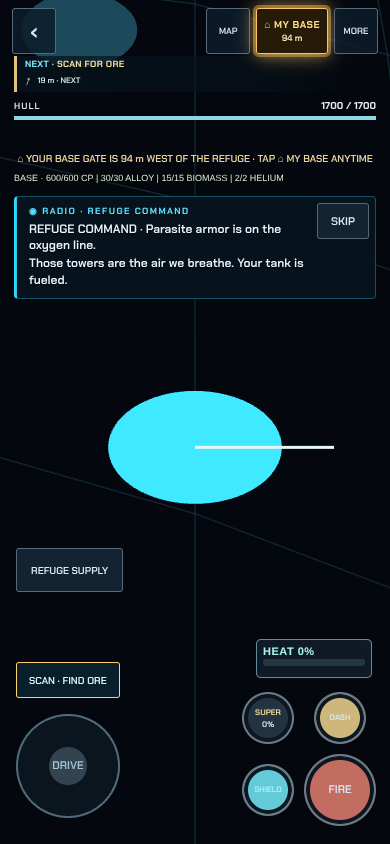 ‹
MAP
⌂ MY BASE
94 m
MORE
NEXT · SCAN FOR ORE
↑ 19 m · NEXT
HULL
1700 / 1700
⌂ YOUR BASE GATE IS 94 m WEST OF THE REFUGE · TAP ⌂ MY BASE ANYTIME
BASE · 600/600 CP | 30/30 ALLOY | 15/15 BIOMASS | 2/2 HELIUM
◉ RADIO · REFUGE COMMAND
SKIP
REFUGE COMMAND · Parasite armor is on the
oxygen line.
Those towers are the air we breathe. Your tank is
fueled.
REFUGE SUPPLY
HEAT 0%
SCAN · FIND ORE
SUPER
0%
DASH
DRIVE
SHIELD
FIRE